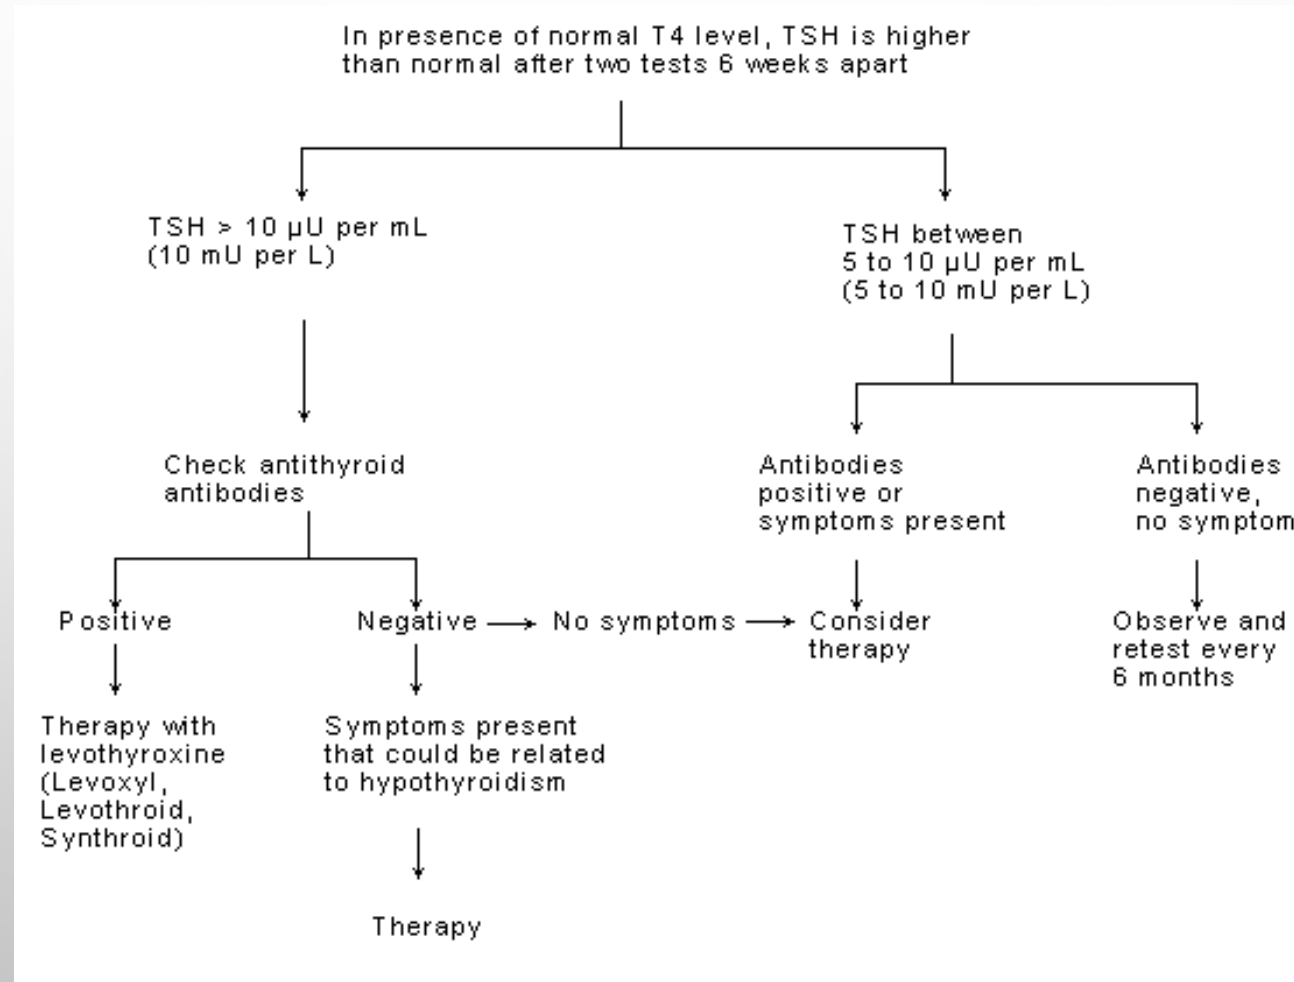 In presence of normal T4 level, TSH is higher
than normal after two tests 6 weeks apart
TSH > 10 µU per mL
(10 mU per L)
TSH between
5 to 10 µU per mL
(5 to 10 mU per L)
Check antithyroid
antibodies
Antibodies
positive or
symptoms present
Antibodies
negative,
no symptom
Positive
Negative
No symptoms
Consider
therapy
Observe and
retest every
6 months
Therapy with
levothyroxine
(Levoxyl,
Levothroid,
Synthroid)
Symptoms present
that could be related
to hypothyroidism
Therapy